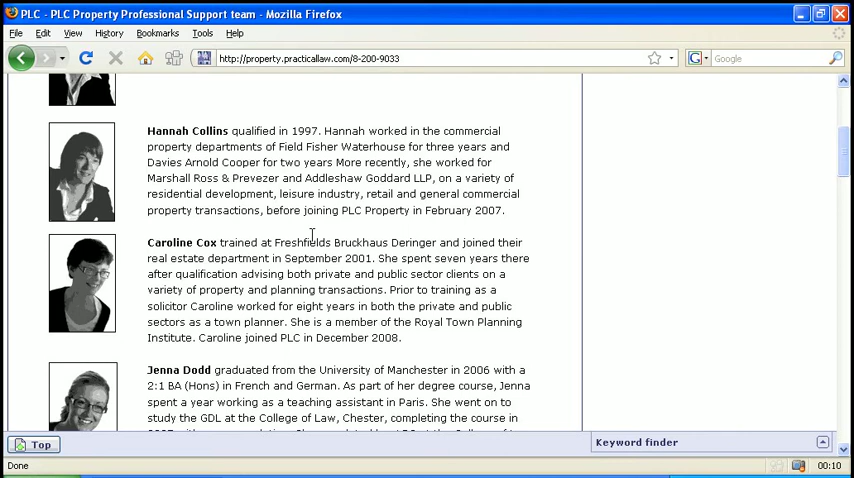 PLC - PLC Property Professional Support team - Mozilla Firefox
File Edit View History Bookmarks Tools Help
http://property.practicallaw.com/8-200-9033
Google
Hannah Collins qualified in 1997. Hannah worked in the commercial
property departments of Field Fisher Waterhouse for three years and
Davies Arnold Cooper for two years More recently, she worked for
Marshall Ross & Prevezer and Addleshaw Goddard LLP, on a variety of
residential development, leisure industry, retail and general commercial
property transactions, before joining PLC Property in February 2007.
Caroline Cox trained at Freshfields Bruckhaus Deringer and joined their
real estate department in September 2001. She spent seven years there
after qualification advising both private and public sector clients on a
variety of property and planning transactions. Prior to training as a
solicitor Caroline worked for eight years in both the private and public
sectors as a town planner. She is a member of the Royal Town Planning
Institute. Caroline joined PLC in December 2008.
Jenna Dodd graduated from the University of Manchester in 2006 with a
2:1 BA (Hons) in French and German. As part of her degree course, Jenna
spent a year working as a teaching assistant in Paris. She went on to
study the GDL at the College of Law, Chester, completing the course in
Top
Keyword finder
Done
00:10